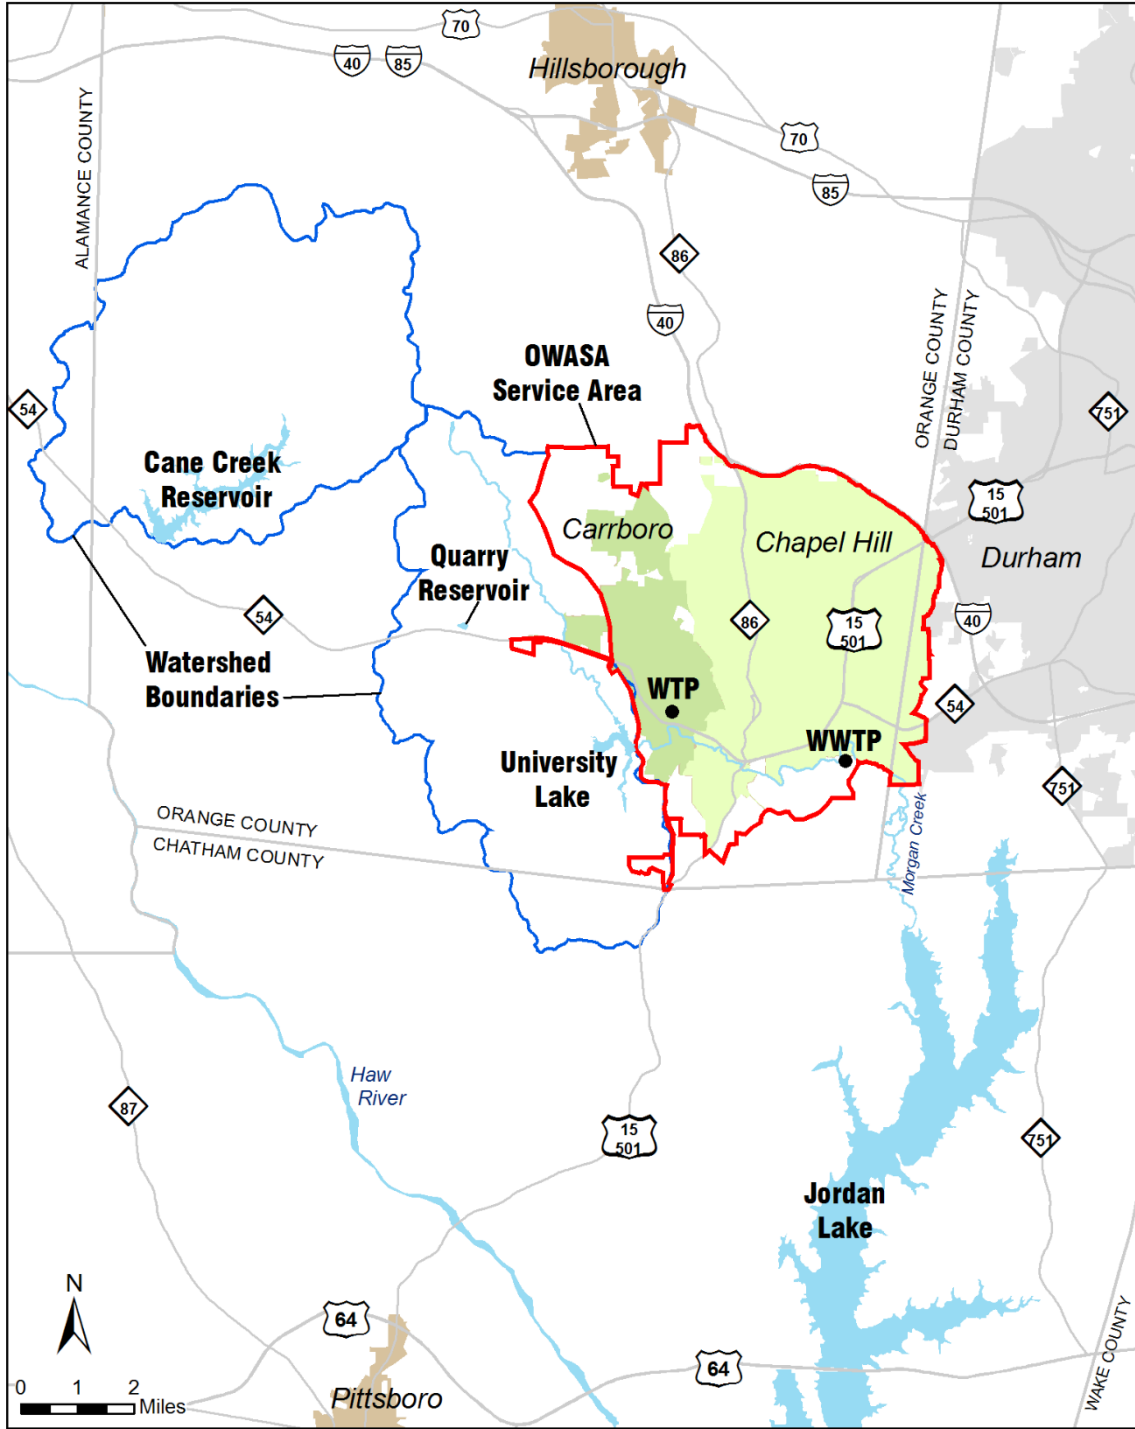 70
40
85
Hillsborough
70
85
ALAMANCE COUNTY
86
40
ORANGE COUNTY
DURHAM COUNTY
OWASA
Service Area
54
751
Cane Creek
Reservoir
15
501
Carrboro
Chapel Hill
Durham
Quarry
Reservoir
54
86
15
501
40
Watershed
Boundaries
WTP
54
WWTP
University
Lake
751
ORANGE COUNTY
CHATHAM COUNTY
Morgan Creek
Haw
River
87
15
501
751
Jordan
Lake
N
64
64
WAKE COUNTY
0 1 2
Miles
Pittsboro